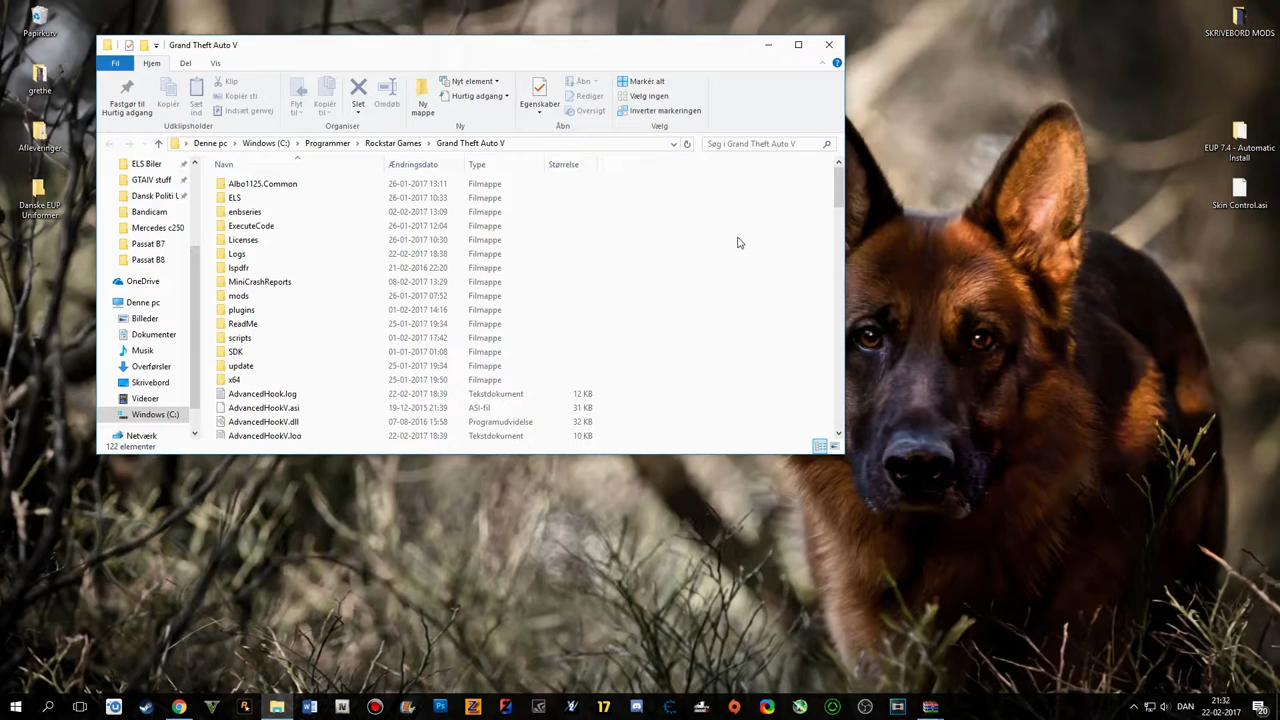 Papirkurv
grethe
Afleveringer
Danske EUP
Uniformer
SKRIVEBORD MODS
EUP 7.4 - Automatic
Install
Skin Control.asi
Grand Theft Auto V
Fil
Hjem
Del
Vis
Fastgør til
Hurtig adgang
Kopiér
Sæt
ind
Klip
Kopiér sti
Indsæt genvej
Udklipsholder
Flyt
til
Kopiér
til
Slet
Omdøb
Organiser
Ny
mappe
Nyt element
Hurtig adgang
Ny
Egenskaber
Åbn
Rediger
Oversigt
Åbn
Markér alt
Vælg ingen
Inverter markeringen
Vælg
Denne pc > Windows (C:) > Programmer > Rockstar Games > Grand Theft Auto V
Søg i Grand Theft Auto V
Navn Ændringsdato Type Størrelse
ELS Biler
GTAIV stuff
Dansk Politi U
Bandicam
Mercedes c250
Passat B7
Passat B8
OneDrive
Denne pc
Billeder
Dokumenter
Musik
Overførsler
Skrivebord
Videoer
Windows (C:)
Netværk
Albo1125.Common 26-01-2017 13:11 Filmappe
ELS 26-01-2017 10:33 Filmappe
enbseries 02-02-2017 13:09 Filmappe
ExecuteCode 26-01-2017 12:04 Filmappe
Licenses 26-01-2017 10:30 Filmappe
Logs 22-02-2017 18:38 Filmappe
lspdfr 21-02-2016 22:20 Filmappe
MiniCrashReports 08-02-2017 13:29 Filmappe
mods 26-01-2017 07:52 Filmappe
plugins 01-02-2017 14:16 Filmappe
ReadMe 25-01-2017 19:34 Filmappe
scripts 01-02-2017 17:42 Filmappe
SDK 01-01-2017 01:08 Filmappe
update 25-01-2017 19:34 Filmappe
x64 25-01-2017 19:50 Filmappe
AdvancedHook.log 22-02-2017 18:39 Tekstdokument 12 KB
AdvancedHookV.asi 19-12-2015 21:39 ASI-fil 31 KB
AdvancedHookV.dll 07-08-2016 15:58 Programudvidelse 32 KB
AdvancedHookV.log 22-02-2017 18:39 Tekstdokument 10 KB
122 elementer
17
DAN
21:32
22-02-2017
20